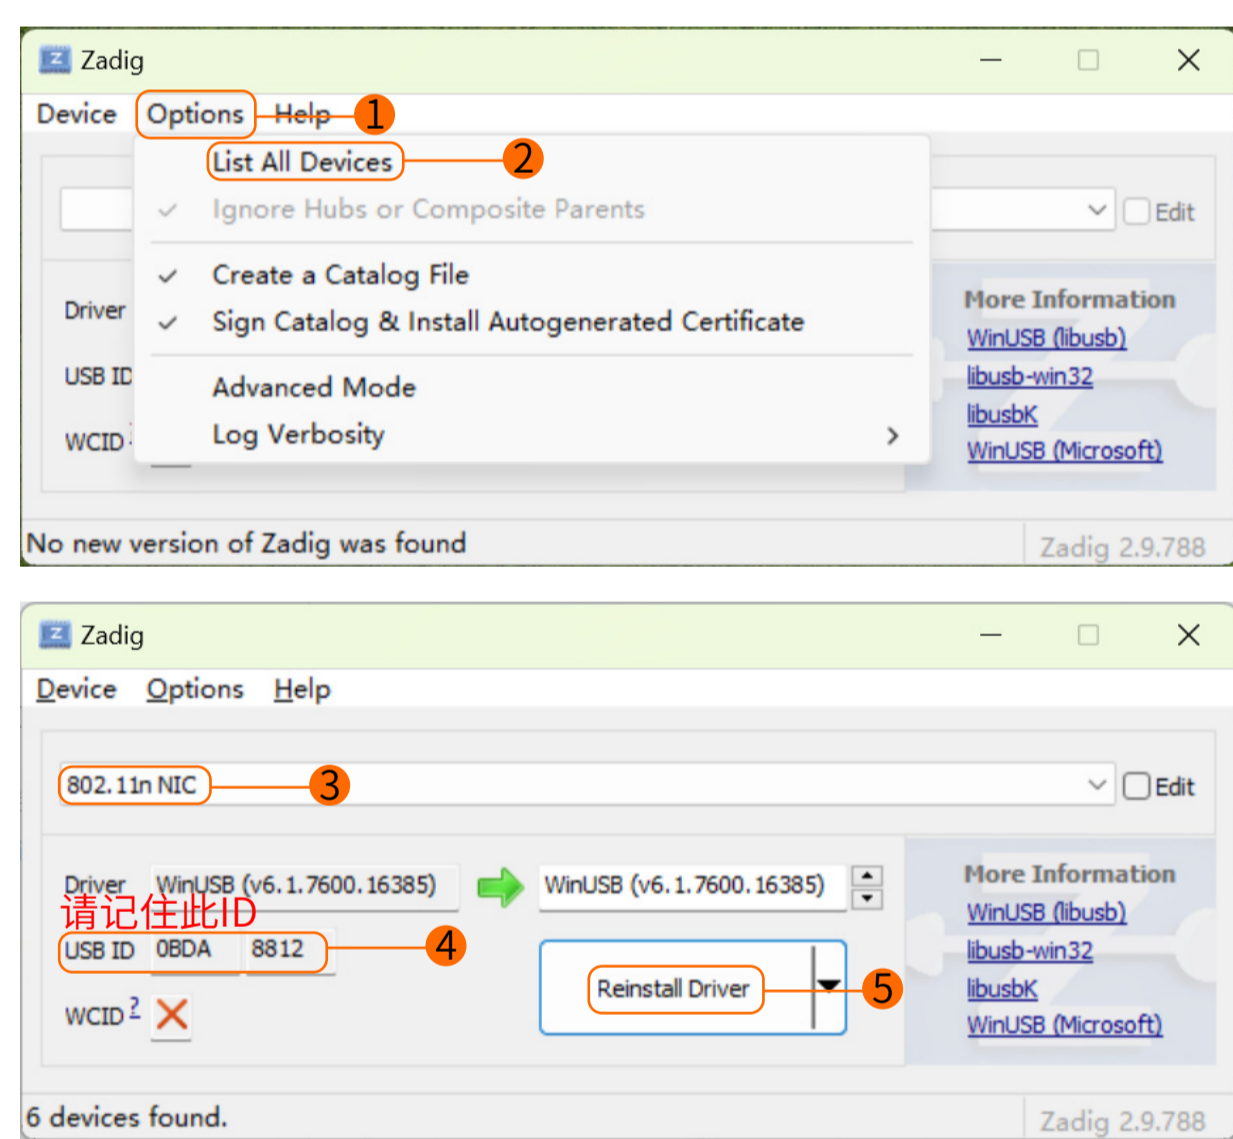 Zadig
Device Options Help 1
List All Devices 2
Ignore Hubs or Composite Parents
Edit
Create a Catalog File
Sign Catalog & Install Autogenerated Certificate
Advanced Mode
Log Verbosity
Driver
USB ID
WCID
More Information
WinUSB (libusb)
libusb-win32
libusbK
WinUSB (Microsoft)
No new version of Zadig was found
Zadig 2.9.788
Zadig
Device Options Help
802.11n NIC 3
Edit
Driver WinUSB (v6.1.7600.16385) WinUSB (v6.1.7600.16385)
请记住此ID
USB ID 0BDA 8812 4
Reinstall Driver 5
WCID ?
More Information
WinUSB (libusb)
libusb-win32
libusbK
WinUSB (Microsoft)
6 devices found.
Zadig 2.9.788